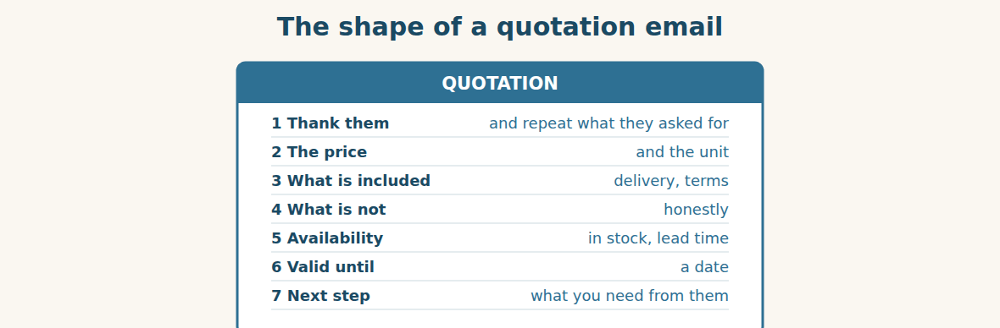 The shape of a quotation email
QUOTATION
1 Thank them and repeat what they asked for
2 The price and the unit
3 What is included delivery, terms
4 What is not honestly
5 Availability in stock, lead time
6 Valid until a date
7 Next step what you need from them